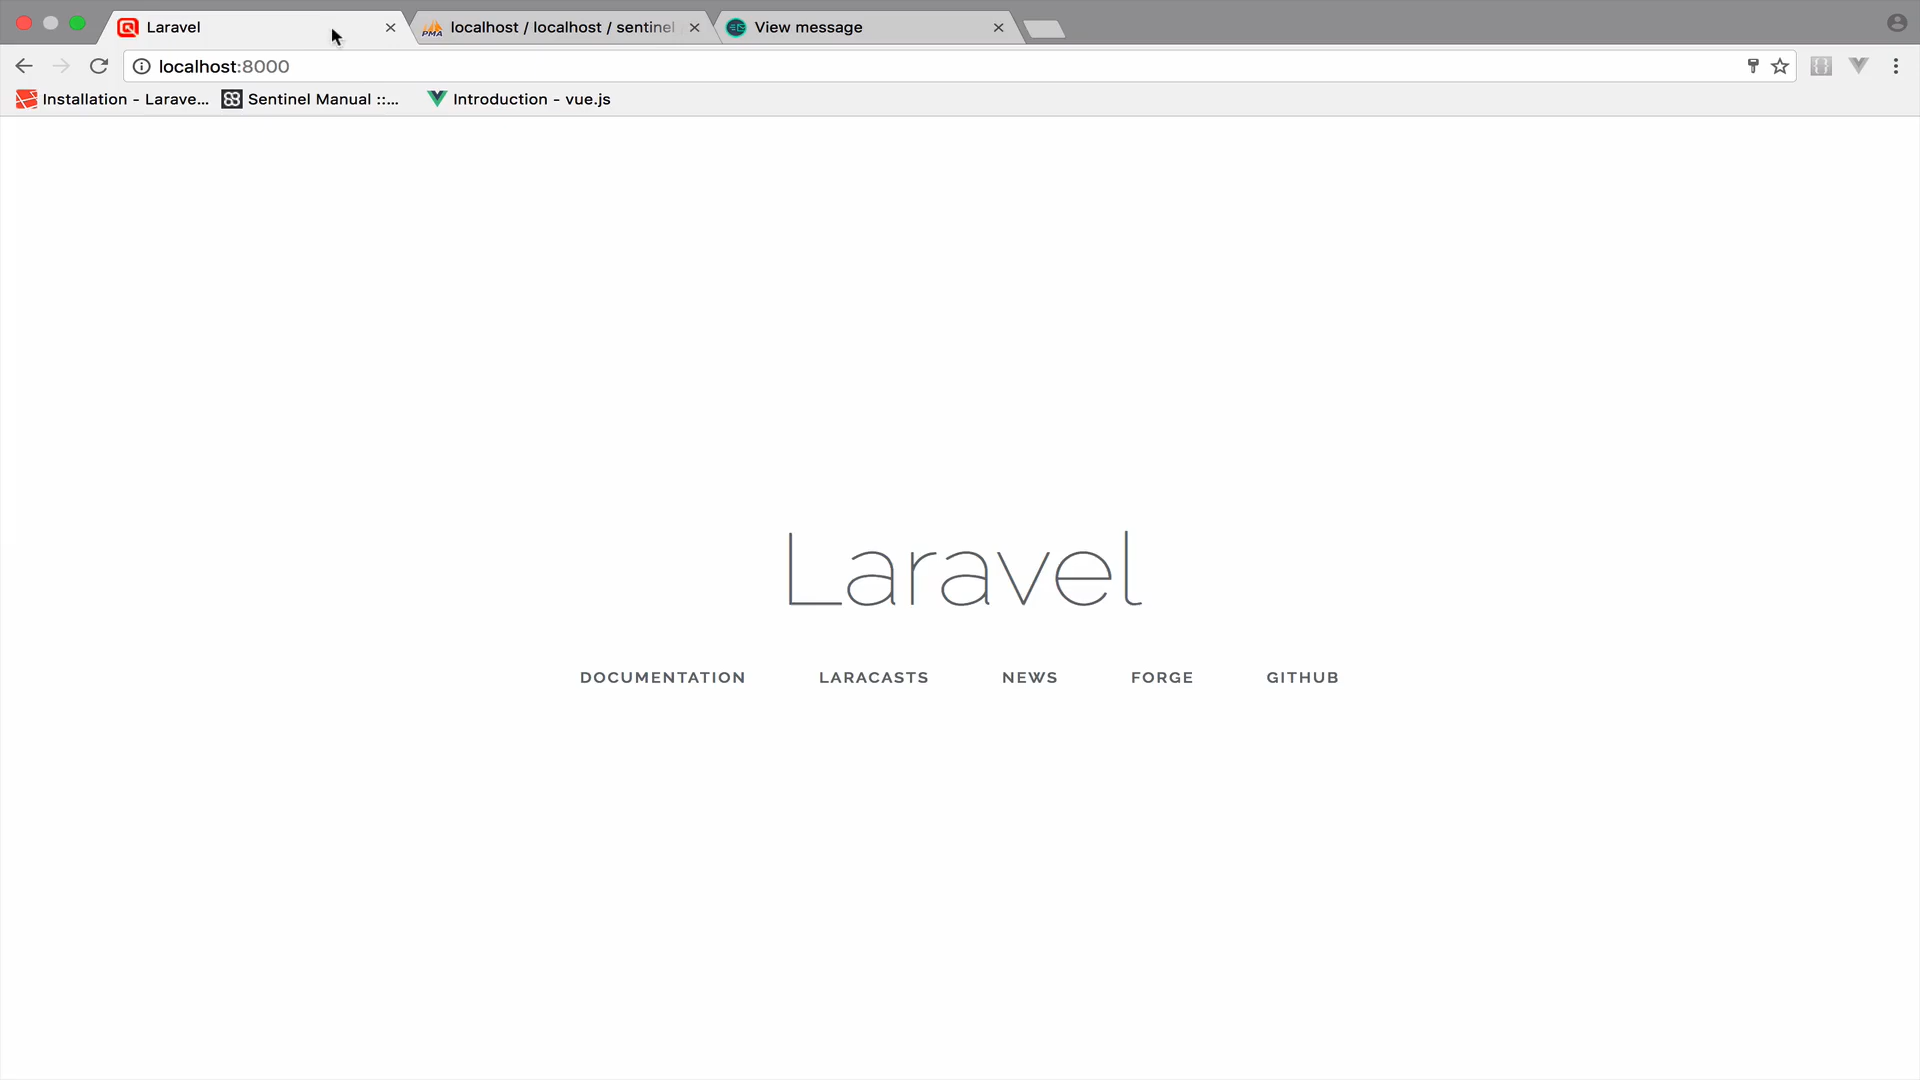 Laravel
localhost / localhost / sentinel
View message
localhost:8000
Installation - Larave...
Sentinel Manual ::...
Introduction - vue.js
Laravel
DOCUMENTATION
LARACASTS
NEWS
FORGE
GITHUB